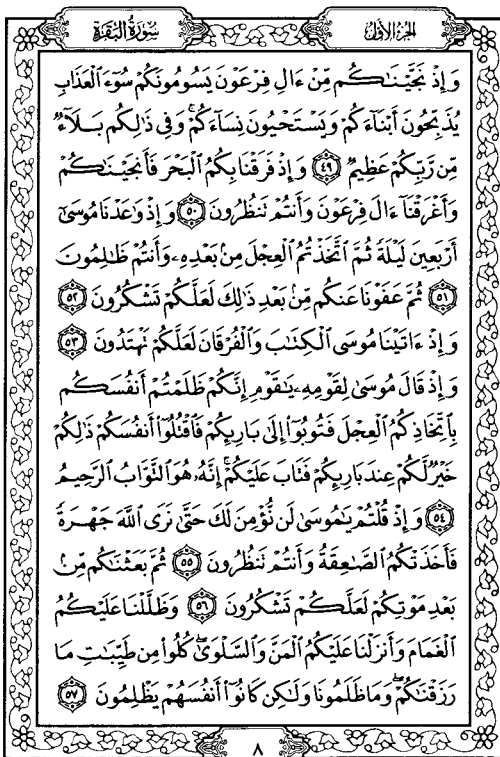 الجزء الأول
سورة البقرة
وَإِذْ نَجَّيْنَـٰكُم مِّنْ ءَالِ فِرْعَوْنَ يَسُومُونَكُمْ سُوٓءَ ٱلْعَذَابِ
يُذَبِّحُونَ أَبْنَآءَكُمْ وَيَسْتَحْيُونَ نِسَآءَكُمْ ۚ وَفِى ذَٰلِكُم بَلَآءٌ
مِّن رَّبِّكُمْ عَظِيمٌ ٤٩ وَإِذْ فَرَقْنَا بِكُمُ ٱلْبَحْرَ فَأَنجَيْنَـٰكُمْ
وَأَغْرَقْنَآ ءَالَ فِرْعَوْنَ وَأَنتُمْ تَنظُرُونَ ٥٠ وَإِذْ وَٰعَدْنَا مُوسَىٰٓ
أَرْبَعِينَ لَيْلَةً ثُمَّ ٱتَّخَذْتُمُ ٱلْعِجْلَ مِنۢ بَعْدِهِۦ وَأَنتُمْ ظَـٰلِمُونَ
٥١ ثُمَّ عَفَوْنَا عَنكُم مِّنۢ بَعْدِ ذَٰلِكَ لَعَلَّكُمْ تَشْكُرُونَ ٥٢
وَإِذْ ءَاتَيْنَا مُوسَى ٱلْكِتَـٰبَ وَٱلْفُرْقَانَ لَعَلَّكُمْ تَهْتَدُونَ ٥٣
وَإِذْ قَالَ مُوسَىٰ لِقَوْمِهِۦ يَـٰقَوْمِ إِنَّكُمْ ظَلَمْتُمْ أَنفُسَكُم
بِٱتِّخَاذِكُمُ ٱلْعِجْلَ فَتُوبُوٓا۟ إِلَىٰ بَارِئِكُمْ فَٱقْتُلُوٓا۟ أَنفُسَكُمْ ذَٰلِكُمْ
خَيْرٌ لَّكُمْ عِندَ بَارِئِكُمْ فَتَابَ عَلَيْكُمْ ۚ إِنَّهُۥ هُوَ ٱلتَّوَّابُ ٱلرَّحِيمُ
٥٤ وَإِذْ قُلْتُمْ يَـٰمُوسَىٰ لَن نُّؤْمِنَ لَكَ حَتَّىٰ نَرَى ٱللَّهَ جَهْرَةً
فَأَخَذَتْكُمُ ٱلصَّـٰعِقَةُ وَأَنتُمْ تَنظُرُونَ ٥٥ ثُمَّ بَعَثْنَـٰكُم مِّنۢ
بَعْدِ مَوْتِكُمْ لَعَلَّكُمْ تَشْكُرُونَ ٥٦ وَظَلَّلْنَا عَلَيْكُمُ
ٱلْغَمَامَ وَأَنزَلْنَا عَلَيْكُمُ ٱلْمَنَّ وَٱلسَّلْوَىٰ ۖ كُلُوا۟ مِن طَيِّبَـٰتِ مَا
رَزَقْنَـٰكُمْ ۖ وَمَا ظَلَمُونَا وَلَـٰكِن كَانُوٓا۟ أَنفُسَهُمْ يَظْلِمُونَ ٥٧
٨